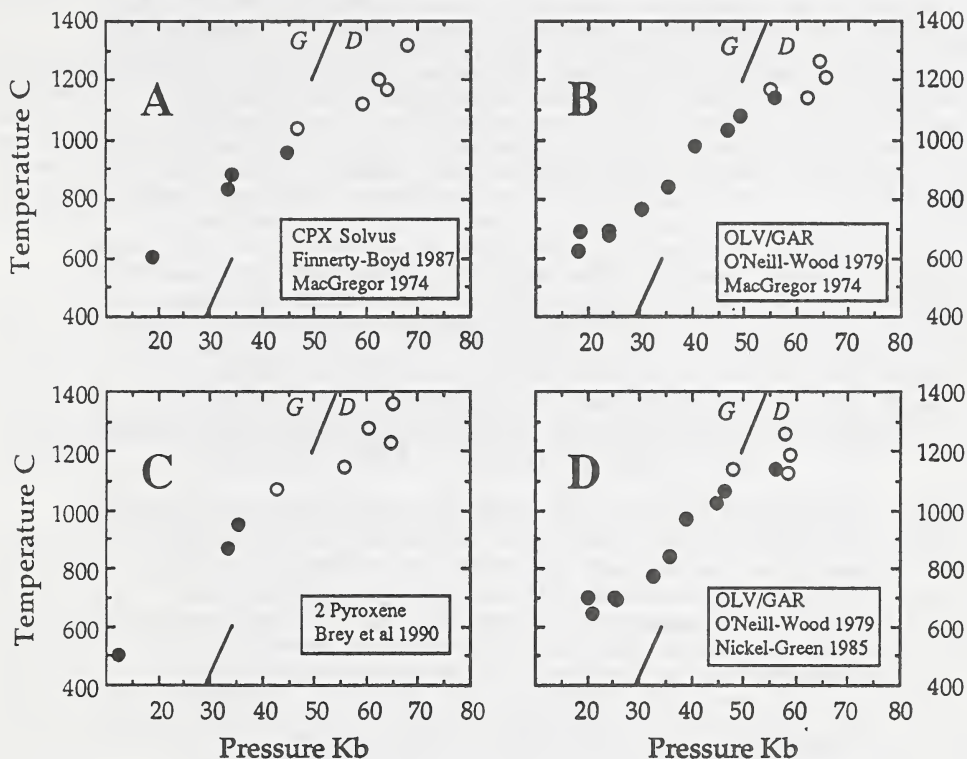 1400
1200
1000
800
600
400
Temperature C
A
G D
CPX Solvus
Finnerty-Boyd 1987
MacGregor 1974
20 30 40 50 60 70 80
B
G D
OLV/GAR
O'Neill-Wood 1979
MacGregor 1974
20 30 40 50 60 70 80
1400
1200
1000
800
600
400
1400
1200
1000
800
600
400
Temperature C
C
G D
2 Pyroxene
Brey et al 1990
20 30 40 50 60 70 80
Pressure Kb
D
G D
OLV/GAR
O'Neill-Wood 1979
Nickel-Green 1985
20 30 40 50 60 70 80
Pressure Kb
1400
1200
1000
800
600
400